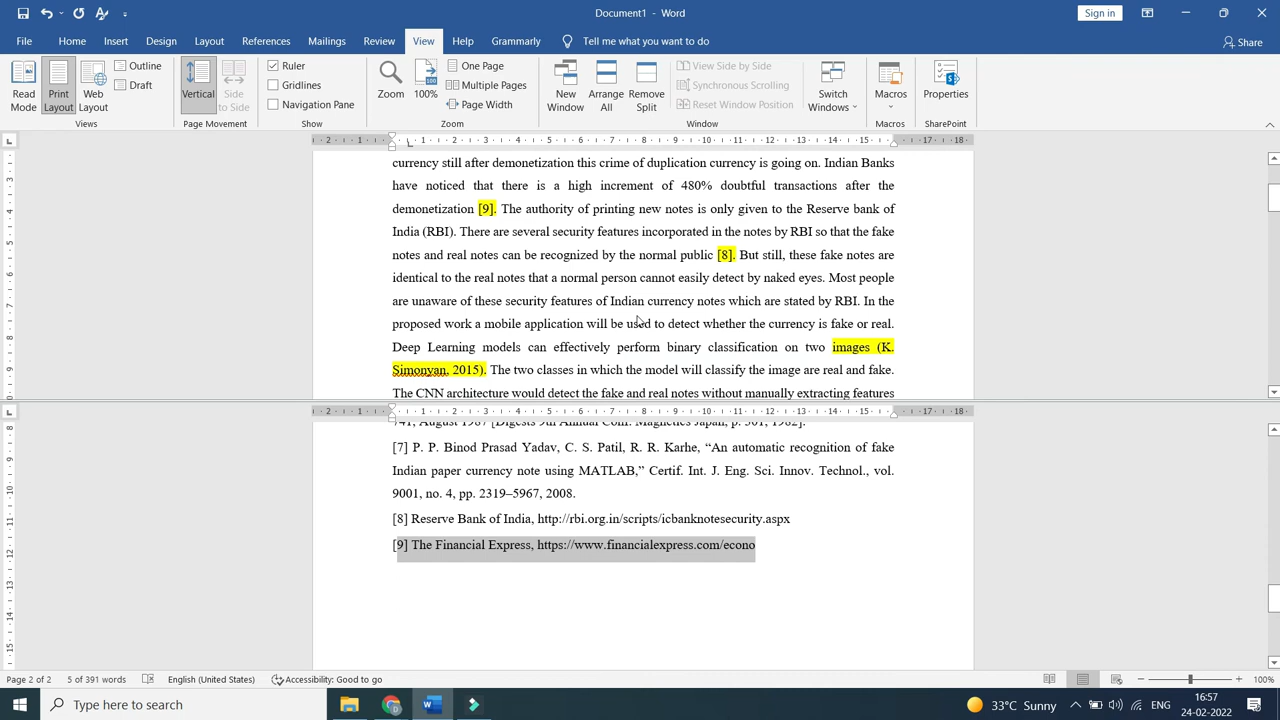 Document1 - Word
Sign in
File Home Insert Design Layout References Mailings Review View Help Grammarly Tell me what you want to do Share
Read Mode
Print Layout
Web Layout
Outline
Draft
Views
Vertical
Side to Side
Page Movement
Ruler
Gridlines
Navigation Pane
Show
Zoom
100%
One Page
Multiple Pages
Page Width
Zoom
New Window
Arrange All
Remove Split
View Side by Side
Synchronous Scrolling
Reset Window Position
Window
Switch Windows
Macros
Macros
Properties
SharePoint
currency still after demonetization this crime of duplication currency is going on. Indian Banks
have noticed that there is a high increment of 480% doubtful transactions after the
demonetization [9]. The authority of printing new notes is only given to the Reserve bank of
India (RBI). There are several security features incorporated in the notes by RBI so that the fake
notes and real notes can be recognized by the normal public [8]. But still, these fake notes are
identical to the real notes that a normal person cannot easily detect by naked eyes. Most people
are unaware of these security features of Indian currency notes which are stated by RBI. In the
proposed work a mobile application will be used to detect whether the currency is fake or real.
Deep Learning models can effectively perform binary classification on two images (K.
Simonyan, 2015). The two classes in which the model will classify the image are real and fake.
The CNN architecture would detect the fake and real notes without manually extracting features
741, August 1987 [Digests 9th Annual Conf. Magnetics Japan, p. 301, 1982].
[7] P. P. Binod Prasad Yadav, C. S. Patil, R. R. Karhe, “An automatic recognition of fake
Indian paper currency note using MATLAB,” Certif. Int. J. Eng. Sci. Innov. Technol., vol.
9001, no. 4, pp. 2319–5967, 2008.
[8] Reserve Bank of India, http://rbi.org.in/scripts/icbanknotesecurity.aspx
[9] The Financial Express, https://www.financialexpress.com/econo
Page 2 of 2 5 of 391 words English (United States) Accessibility: Good to go 100%
Type here to search
33°C Sunny
ENG
16:57
24-02-2022